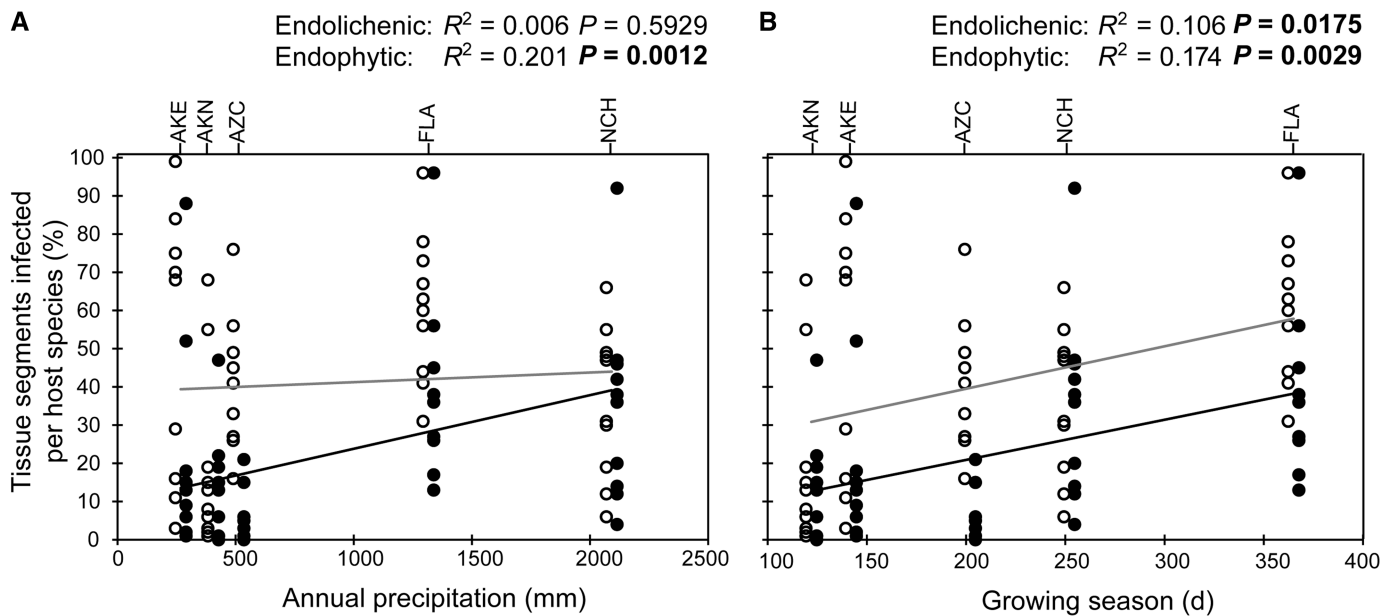 A
Endolichenic: R² = 0.006 P = 0.5929
Endophytic: R² = 0.201 P = 0.0012
AKE
AKN
AZC
FLA
NCH
Tissue segments infected
per host species (%)
100
90
80
70
60
50
40
30
20
10
0
0 500 1000 1500 2000 2500
Annual precipitation (mm)
B
Endolichenic: R² = 0.106 P = 0.0175
Endophytic: R² = 0.174 P = 0.0029
AKN
AKE
AZC
NCH
FLA
100 150 200 250 300 350 400
Growing season (d)